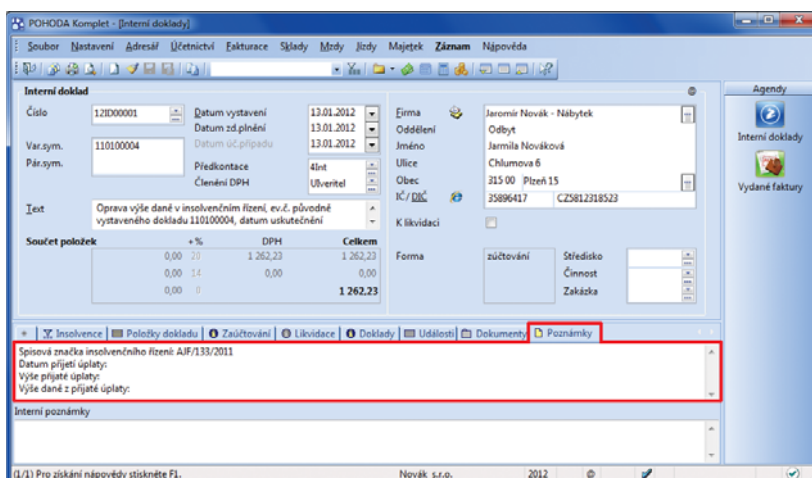 POHODA Komplet - [Interní doklady]
Soubor Nastavení Adresář Účetnictví Fakturace Sklady Mzdy Jízdy Majetek Záznam Nápověda
Interní doklad
Agendy
Číslo 12ID00001 Datum vystavení 13.01.2012 Firma Jaromír Novák - Nábytek
Datum zd.plnění 13.01.2012 Oddělení Odbyt
Interní doklady
Var.sym. 110100004 Datum úč.případu 13.01.2012 Jméno Jarmila Nováková
Pár.sym. Předkontace 4Int Ulice Chlumova 6
Členění DPH UIveritel Obec 315 00 Plzeň 15
Vydané faktury
IČ/DIČ 35896417 CZ5812318523
Text Oprava výše daně v insolvenčním řízení, ev.č. původně
vystaveného dokladu 110100004, datum uskutečnění
K likvidaci
Součet položek + % DPH Celkem
0,00 20 1 262,23 1 262,23 Forma zúčtování Středisko
0,00 14 0,00 0,00 Činnost
0,00 0 1 262,23 Zakázka
Insolvence Položky dokladu Zaúčtování Likvidace Doklady Události Dokumenty Poznámky
Spisová značka insolvenčního řízení: AJF/133/2011
Datum přijetí úplaty:
Výše přijaté úplaty:
Výše daně z přijaté úplaty:
Interní poznámky
(1/1) Pro získání nápovědy stiskněte F1. Novák s.r.o. 2012 @